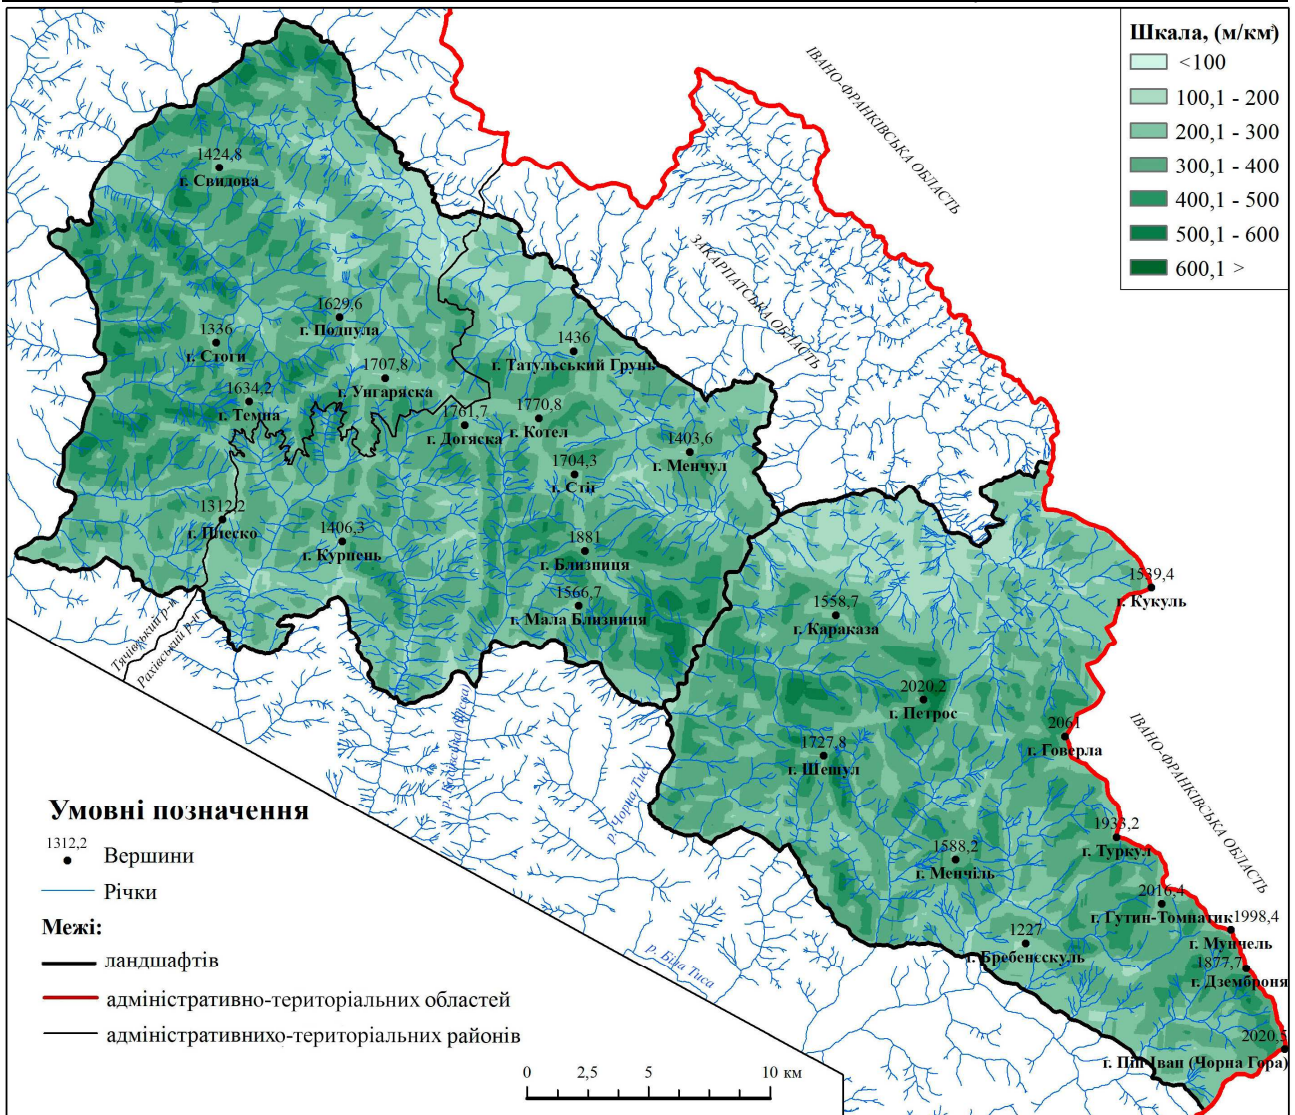 Шкала, (м/км)
<100
100,1 - 200
200,1 - 300
300,1 - 400
400,1 - 500
500,1 - 600
600,1 >
ІВАНО-ФРАНКІВСЬКА ОБЛАСТЬ
ЗАКАРПАТСЬКА ОБЛАСТЬ
1424,8
г. Свидова
1629,6
г. Подпула
1336
г. Стоги
1436
г. Татульський Грунь
1707,8
г. Унгаряска
1634,2
г. Темпа
1761,7
г. Догяска
1770,8
г. Котел
1403,6
г. Менчул
1704,3
г. Стіг
1312,2
г. Плеско
1406,3
г. Курпень
1881
г. Близниця
1566,7
г. Мала Близниця
1539,4
г. Кукуль
1558,7
г. Караказа
2020,2
г. Петрос
2061
г. Говерла
1727,8
г. Шешул
ІВАНО-ФРАНКІВСЬКА ОБЛАСТЬ
1933,2
г. Туркул
1588,2
г. Менчіль
2016,4
г. Гутин-Томнатик
1998,4
г. Мунчель
1227
г. Бребенєскуль
1877,7
г. Дземброня
2020,5
г. Піп Іван (Чорна Гора)
Тячівський р-н
Рахівський р-н
р. Чорна Тиса
р. Біла Тиса
Умовні позначення
1312,2
Вершини
Річки
Межі:
ландшафтів
адміністративно-територіальних областей
адміністративнихо-територіальних районів
0 2,5 5 10 км